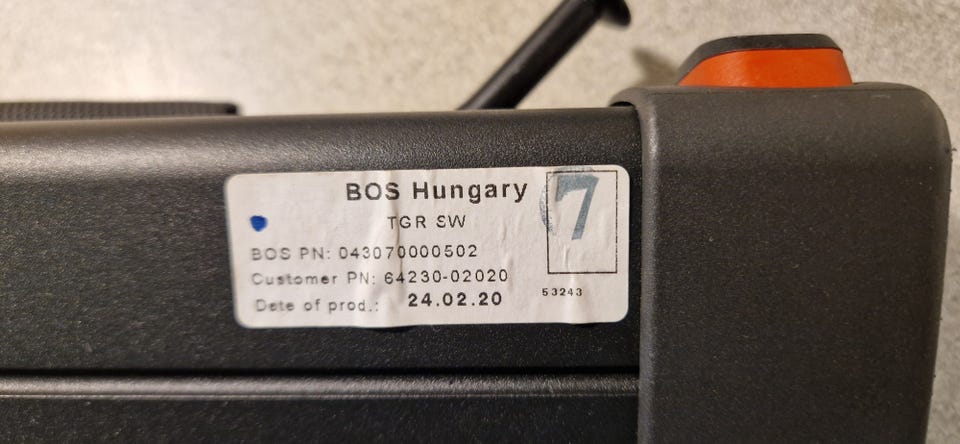 BOS Hungary
7
TGR SW
BOS PN: 043070000502
Customer PN: 64230-02020
53243
Date of prod.: 24.02.20